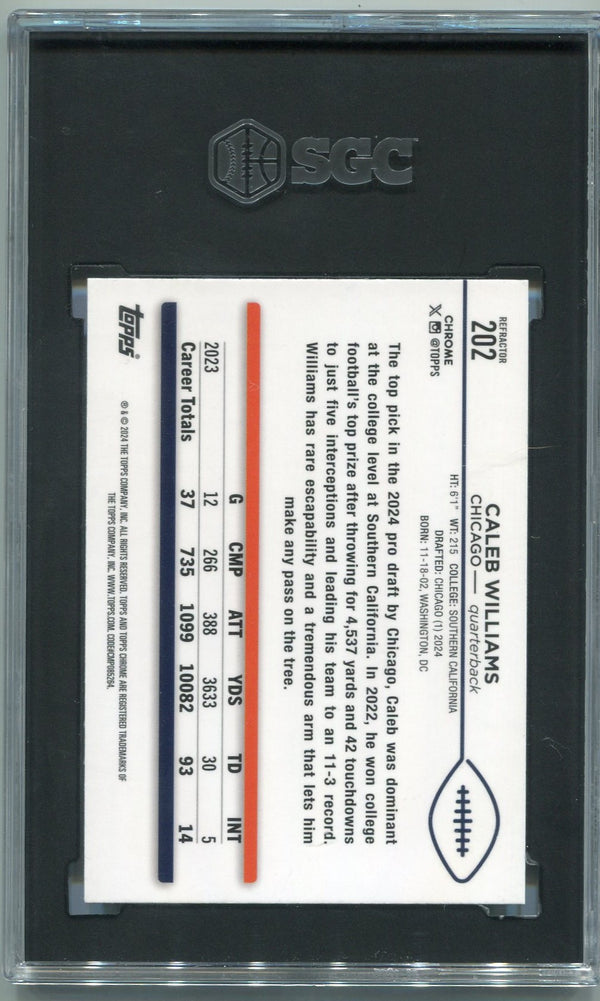 SGC
REFRACTOR
202
CALEB WILLIAMS
CHICAGO — quarterback
HT: 6'1" WT: 215 COLLEGE: SOUTHERN CALIFORNIA
DRAFTED: CHICAGO (1) 2024
BORN: 11-18-02, WASHINGTON, DC
CHROME
X @TOPPS
The top pick in the 2024 pro draft by Chicago, Caleb was dominant
at the college level at Southern California. In 2022, he won college
football's top prize after throwing for 4,537 yards and 42 touchdowns
to just five interceptions and leading his team to an 11-3 record.
Williams has rare escapability and a tremendous arm that lets him
make any pass on the tree.
G CMP ATT YDS TD INT
2023 12 266 388 3633 30 5
Career Totals 37 735 1099 10082 93 14
topps®
® & © 2024 THE TOPPS COMPANY, INC. ALL RIGHTS RESERVED. TOPPS AND TOPPS CHROME ARE REGISTERED TRADEMARKS OF
THE TOPPS COMPANY, INC. WWW.TOPPS.COM. CODE#CMP085264.